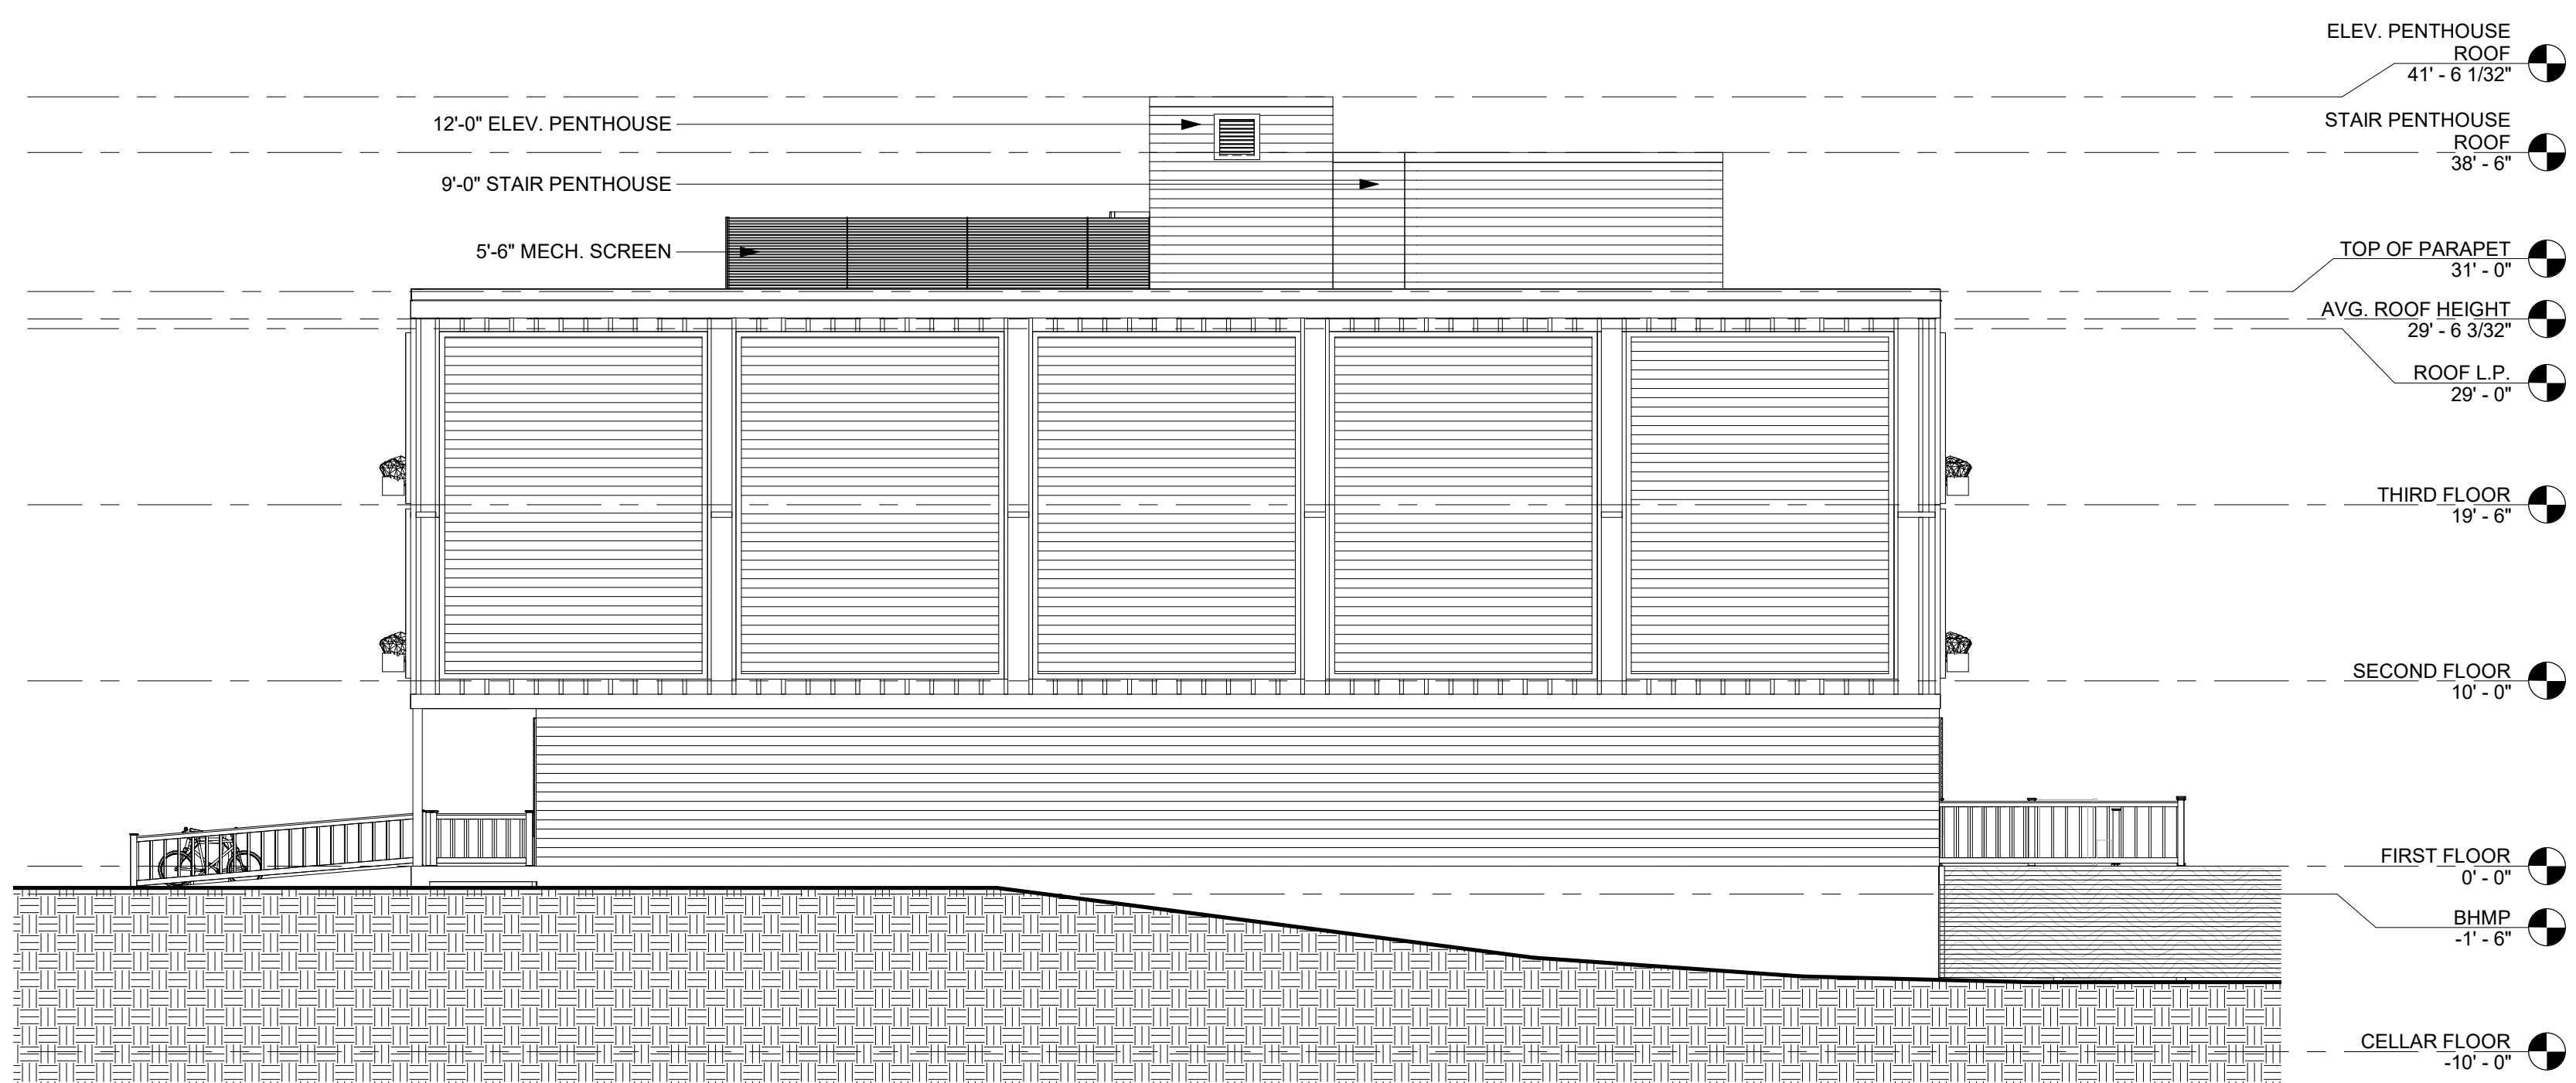 ELEV. PENTHOUSE
ROOF
41' - 6 1/32"
12'-0" ELEV. PENTHOUSE
STAIR PENTHOUSE
ROOF
38' - 6"
9'-0" STAIR PENTHOUSE
5'-6" MECH. SCREEN
TOP OF PARAPET
31' - 0"
AVG. ROOF HEIGHT
29' - 6 3/32"
ROOF L.P.
29' - 0"
THIRD FLOOR
19' - 6"
SECOND FLOOR
10' - 0"
FIRST FLOOR
0' - 0"
BHMP
-1' - 6"
CELLAR FLOOR
-10' - 0"